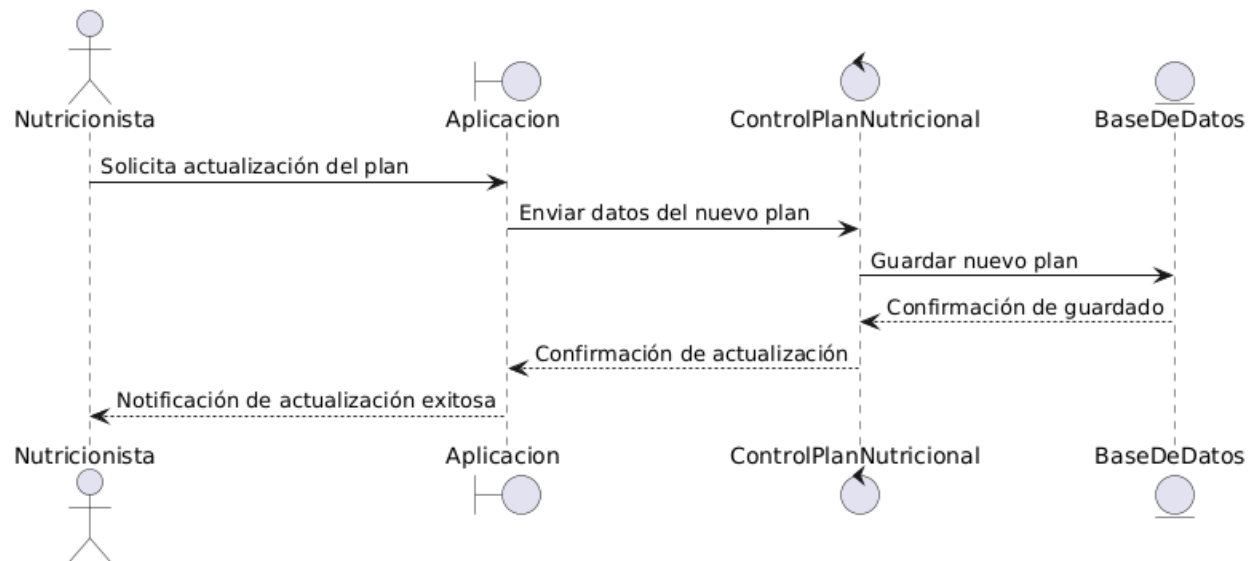 Nutricionista
Aplicacion
ControlPlanNutricional
BaseDeDatos
Solicita actualización del plan
Enviar datos del nuevo plan
Guardar nuevo plan
Confirmación de guardado
Confirmación de actualización
Notificación de actualización exitosa
Nutricionista
Aplicacion
ControlPlanNutricional
BaseDeDatos